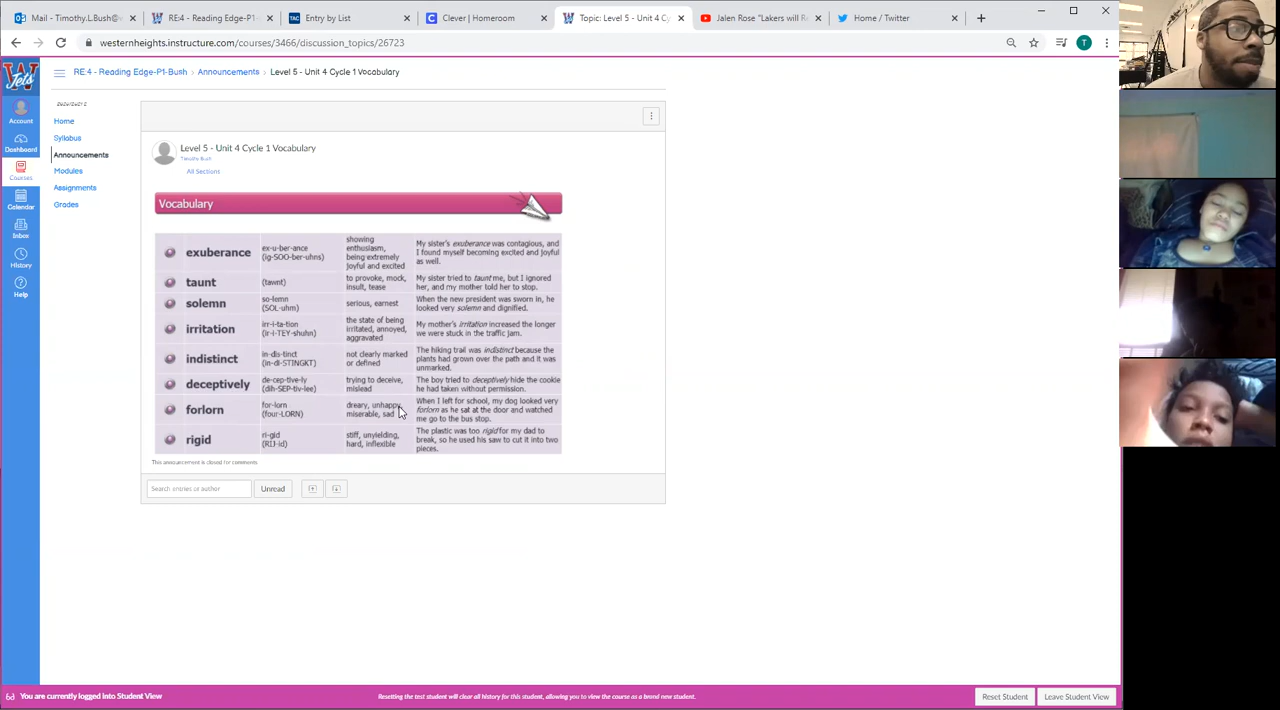 Mail - Timothy.L.Bush@w
RE:4 - Reading Edge-P1-Bush
Entry by List
Clever | Homeroom
Topic: Level 5 - Unit 4 Cy
Jalen Rose "Lakers will R
Home / Twitter
westernheights.instructure.com/courses/3466/discussion_topics/26723
T
Jets
Account
Dashboard
Courses
Calendar
Inbox
History
Help
RE:4 - Reading Edge-P1-Bush > Announcements > Level 5 - Unit 4 Cycle 1 Vocabulary
Home
Syllabus
Announcements
Modules
Assignments
Grades
Level 5 - Unit 4 Cycle 1 Vocabulary
Timothy Bush
All Sections
Vocabulary
exuberance
ex-u-ber-ance
(ig-SOO-ber-uhns)
showing
enthusiasm,
being extremely
joyful and excited
My sister's exuberance was contagious, and
I found myself becoming excited and joyful
as well.
taunt
(tawnt)
to provoke, mock,
insult, tease
My sister tried to taunt me, but I ignored
her, and my mother told her to stop.
solemn
so-lemn
(SOL-uhm)
serious, earnest
When the new president was sworn in, he
looked very solemn and dignified.
irritation
irr-i-ta-tion
(ir-i-TEY-shuhn)
the state of being
irritated, annoyed,
aggravated
My mother's irritation increased the longer
we were stuck in the traffic jam.
indistinct
in-dis-tinct
(in-di-STINGKT)
not clearly marked
or defined
The hiking trail was indistinct because the
plants had grown over the path and it was
unmarked.
deceptively
de-cep-tive-ly
(dih-SEP-tiv-lee)
trying to deceive,
mislead
The boy tried to deceptively hide the cookie
he had taken without permission.
forlorn
for-lorn
(four-LORN)
dreary, unhappy,
miserable, sad
When I left for school, my dog looked very
forlorn as he sat at the door and watched
me go to the bus stop.
rigid
ri-gid
(RIJ-id)
stiff, unyielding,
hard, inflexible
The plastic was too rigid for my dad to
break, so he used his saw to cut it into two
pieces.
This announcement is closed for comments
Search entries or author
Unread
You are currently logged into Student View
Resetting the test student will clear all history for this student, allowing you to view the course as a brand new student.
Reset Student
Leave Student View